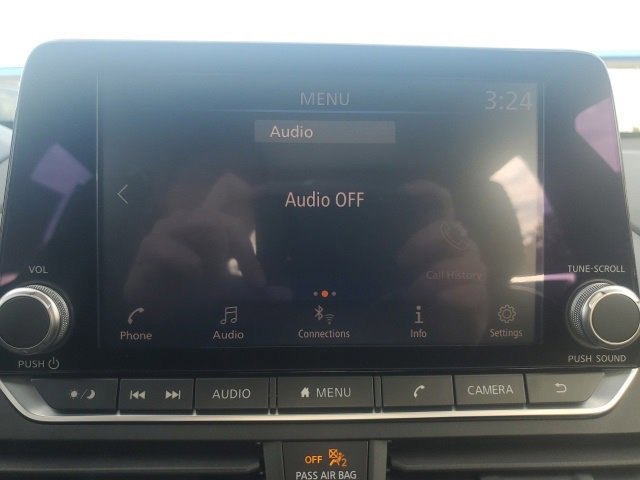 MENU 3:24
Audio
Audio OFF
Call History
VOL
TUNE·SCROLL
Phone Audio Connections Info Settings
PUSH
PUSH SOUND
AUDIO MENU CAMERA
OFF 2
PASS AIR BAG